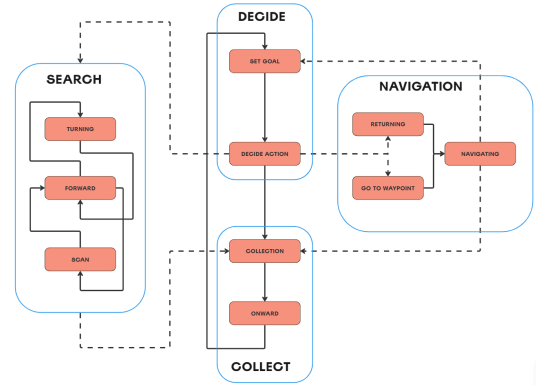 DECIDE
SET GOAL
DECIDE ACTION
SEARCH
TURNING
FORWARD
SCAN
NAVIGATION
RETURNING
NAVIGATING
GO TO WAYPOINT
COLLECTION
ONWARD
COLLECT